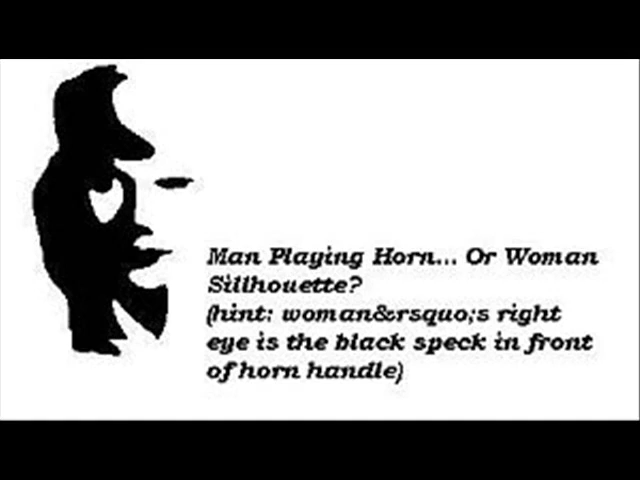 Man Playing Horn... Or Woman
Sillhouette?
(hint: woman&rsquo;s right
eye is the black speck in front
of horn handle)